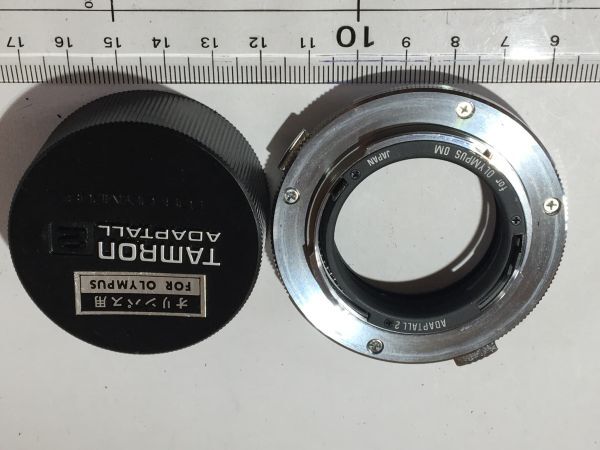 オリンパス用
FOR OLYMPUS
TAMRON
ADAPTALL 2
ADAPTALL 2
for OLYMPUS OM
JAPAN
6 7 8 9 10 11 12 13 14 15 16 17